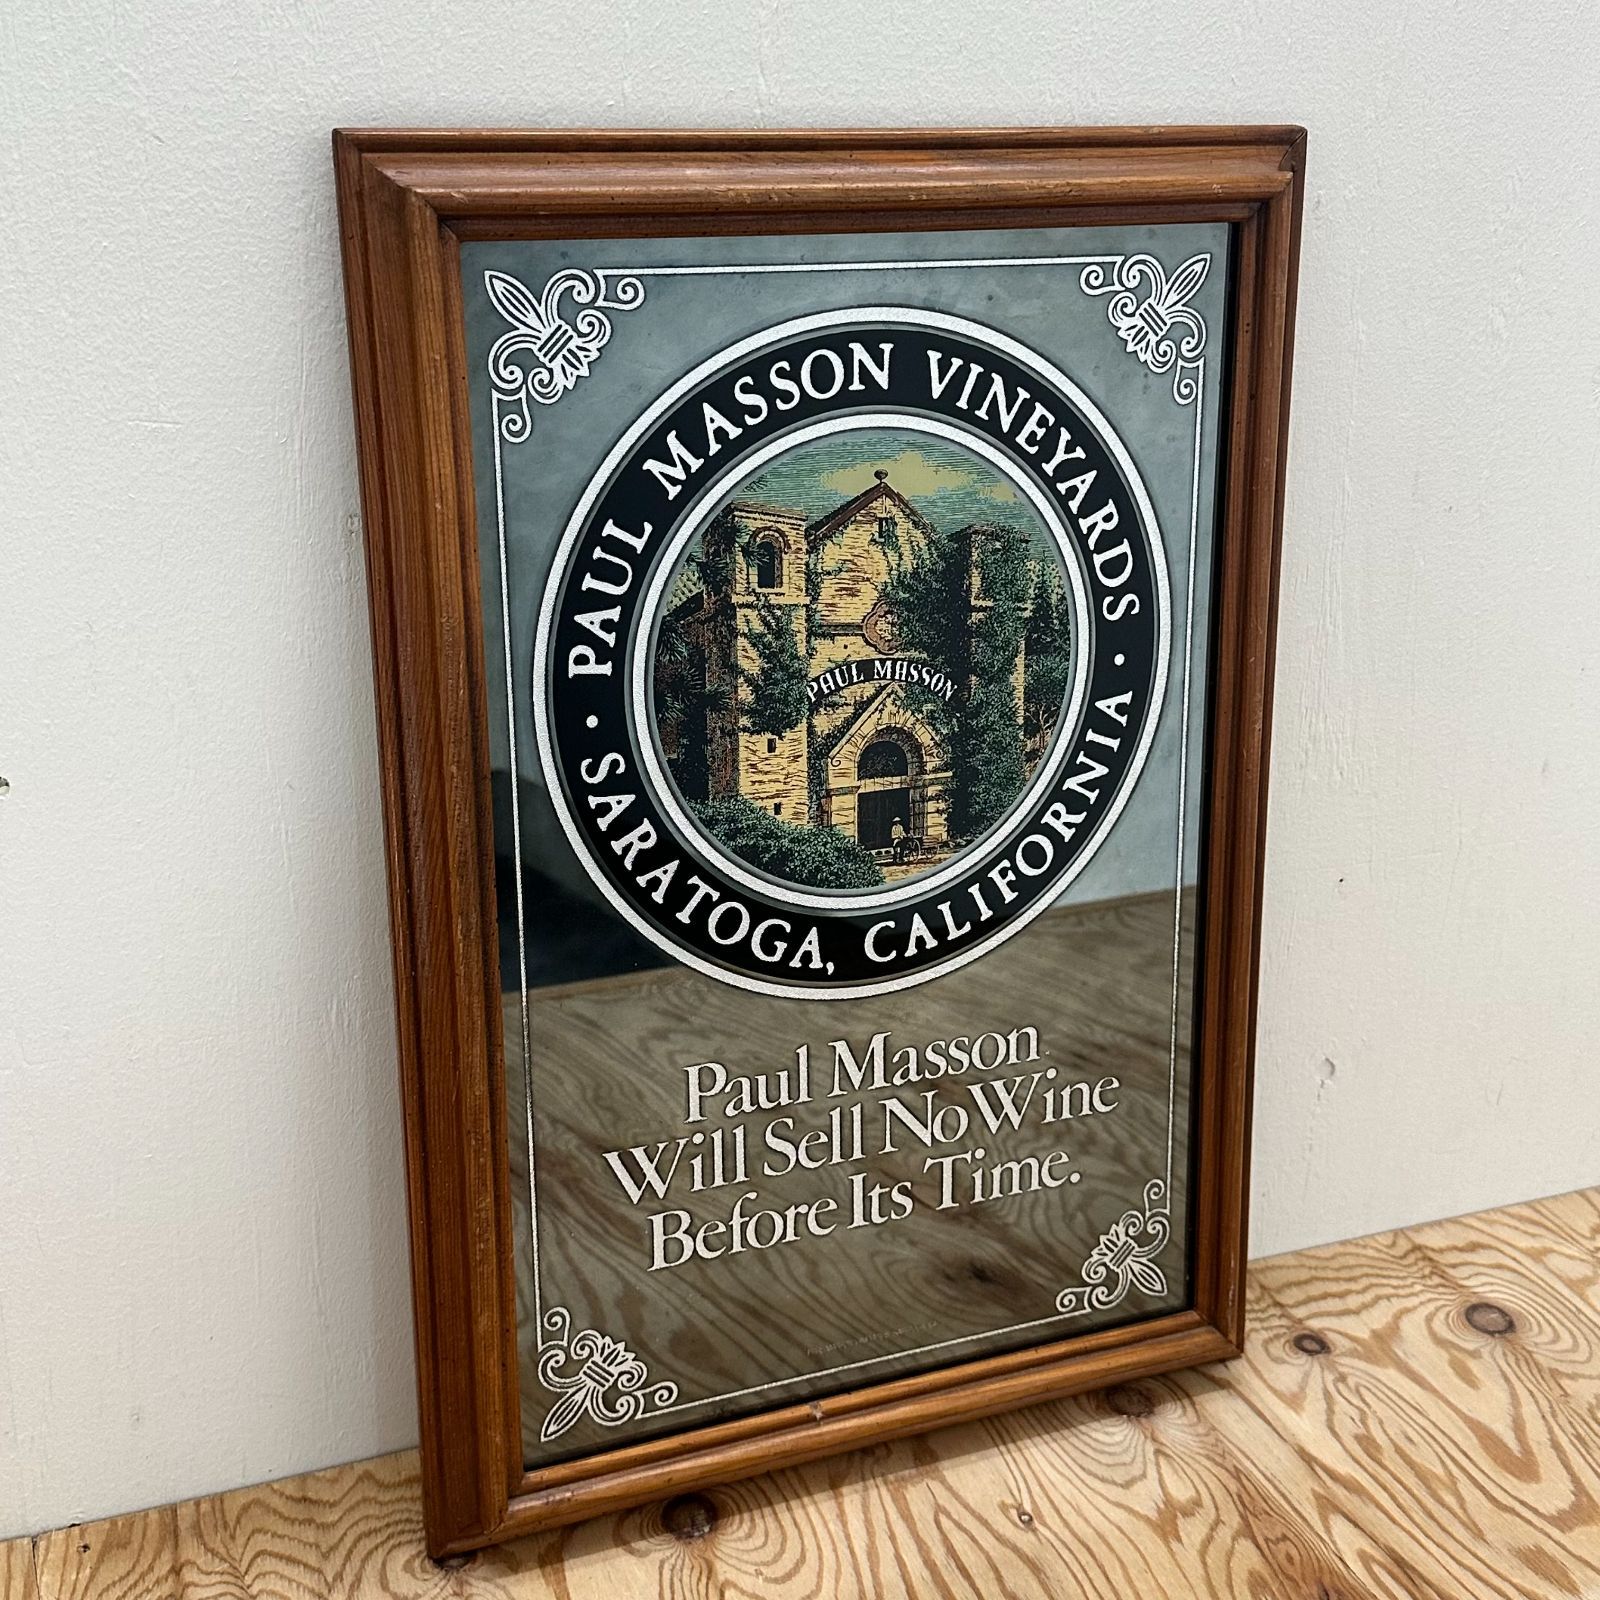 PAUL MASSON VINEYARDS
· SARATOGA, CALIFORNIA ·
PAUL MASSON
Paul Masson
Will Sell No Wine
Before Its Time.